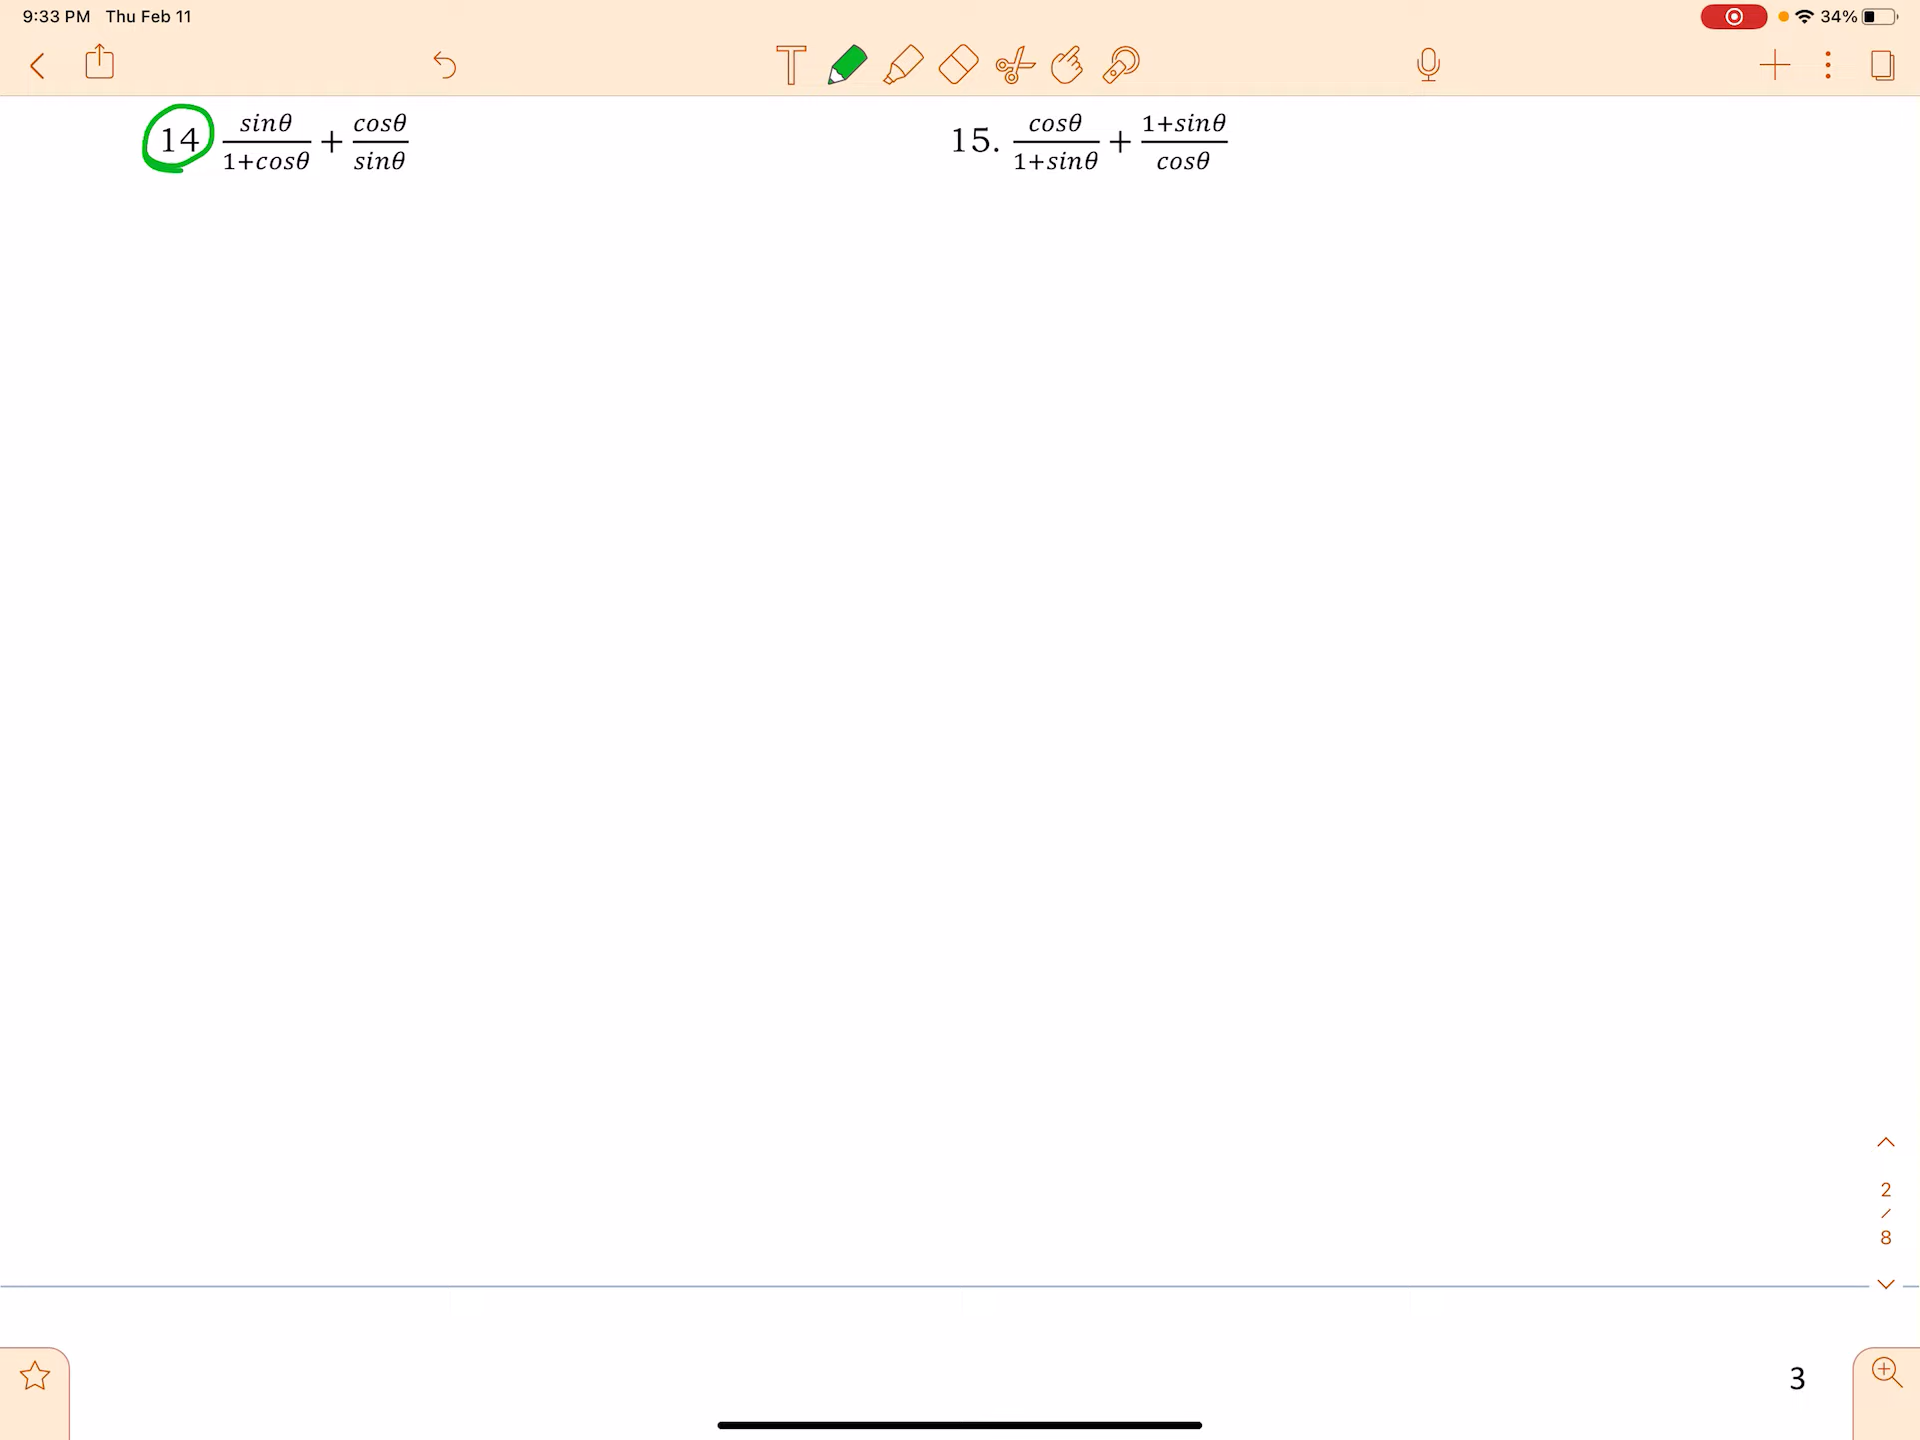 9:33 PM Thu Feb 11
34%
14 sinθ/1+cosθ + cosθ/sinθ
15. cosθ/1+sinθ + 1+sinθ/cosθ
2
/
8
3